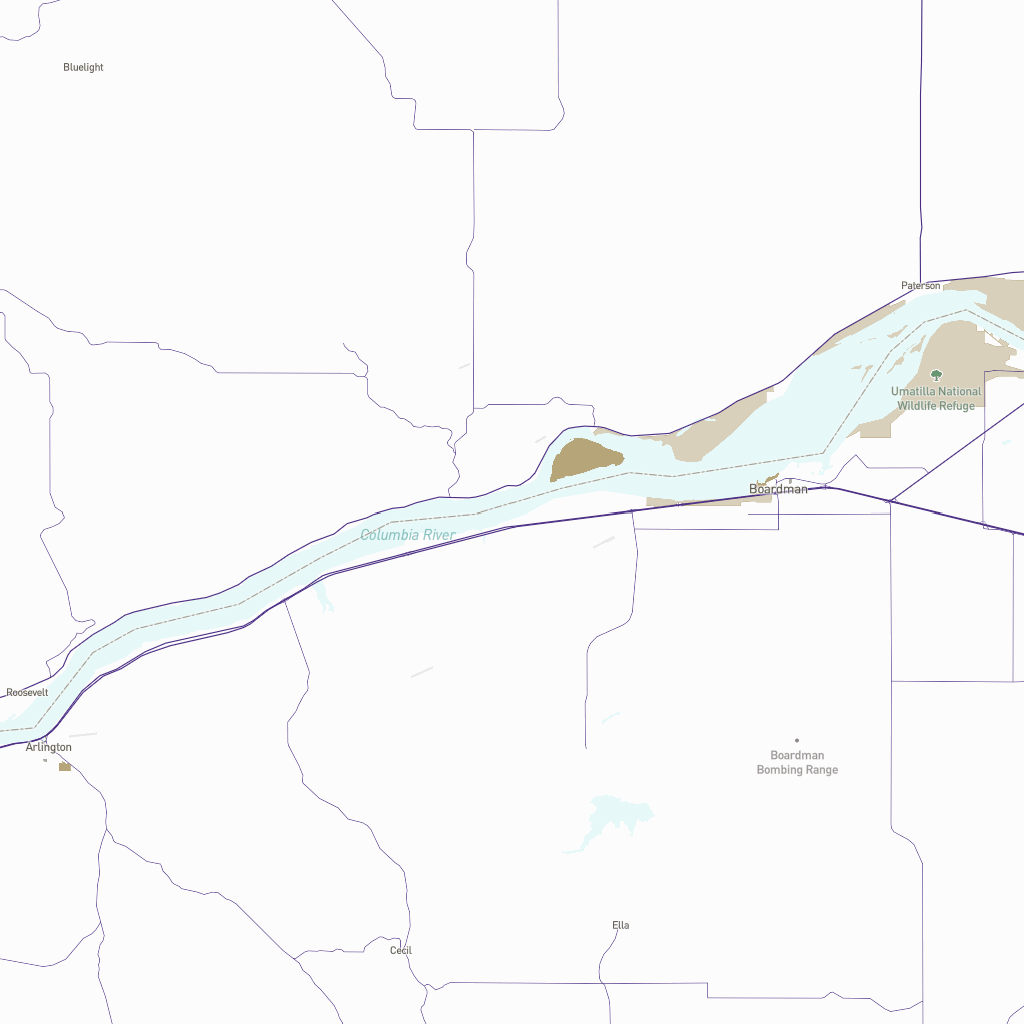 Bluelight
Paterson
Umatilla National
Wildlife Refuge
Boardman
Columbia River
Roosevelt
Arlington
Boardman
Bombing Range
Ella
Cecil